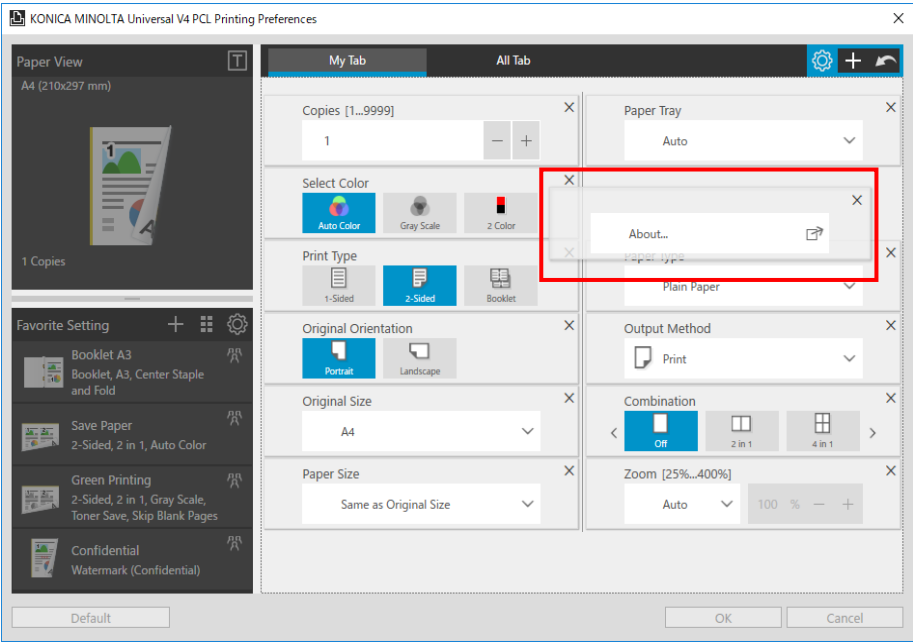 KONICA MINOLTA Universal V4 PCL Printing Preferences
Paper View
T
A4 (210x297 mm)
1
A
1 Copies
Favorite Setting
Booklet A3
Booklet, A3, Center Staple
and Fold
Save Paper
2-Sided, 2 in 1, Auto Color
Green Printing
2-Sided, 2 in 1, Gray Scale,
Toner Save, Skip Blank Pages
Confidential
Watermark (Confidential)
My Tab
All Tab
Copies [1...9999]
1
Select Color
Auto Color
Gray Scale
2 Color
Print Type
1-Sided
2-Sided
Booklet
Original Orientation
Portrait
Landscape
Original Size
A4
Paper Size
Same as Original Size
Paper Tray
Auto
About...
Paper Type
Plain Paper
Output Method
Print
Combination
Off
2 in 1
4 in 1
Zoom [25%...400%]
Auto
100 %
Default
OK
Cancel